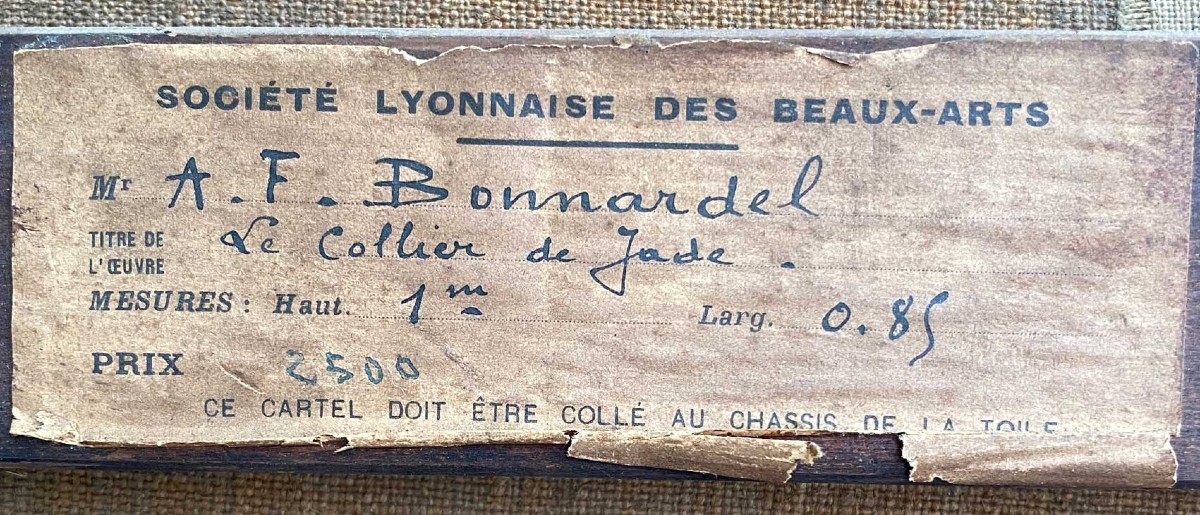 SOCIÉTÉ LYONNAISE DES BEAUX-ARTS
Mr A. F. Bonnardel
TITRE DE L'ŒUVRE Le Collier de Jade.
MESURES : Haut. 1m Larg. 0.85
PRIX 2500
CE CARTEL DOIT ÊTRE COLLÉ AU CHASSIS DE LA TOILE